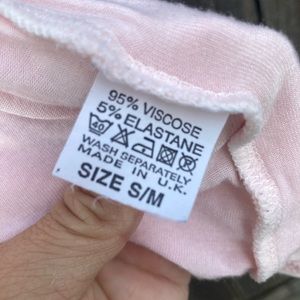 95% VISCOSE
5% ELASTANE
WASH SEPARATELY
MADE IN U.K.
SIZE S/M